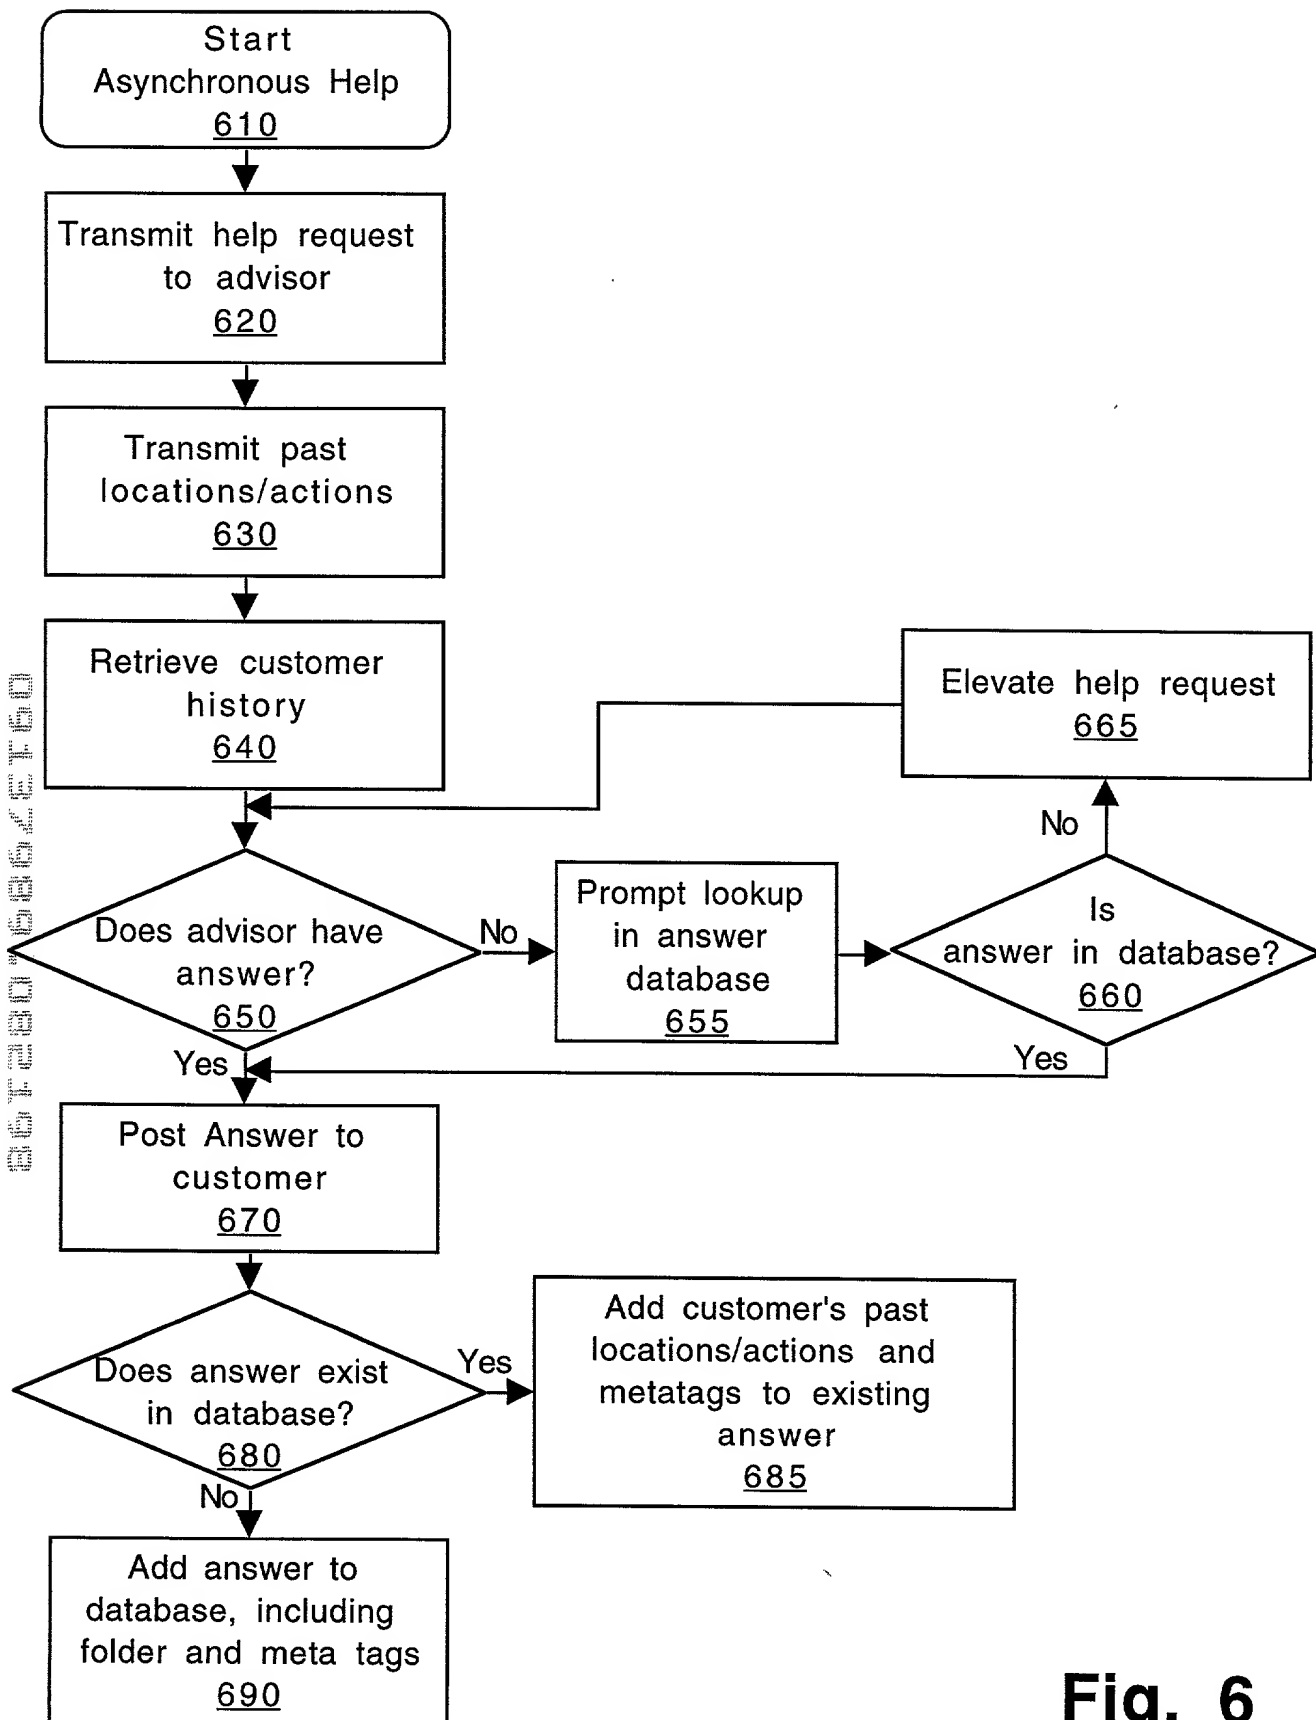 Start
Asynchronous Help
610
Transmit help request
to advisor
620
Transmit past
locations/actions
630
Retrieve customer
history
640
Elevate help request
665
No
Does advisor have
answer?
650
No
Prompt lookup
in answer
database
655
Is
answer in database?
660
Yes
Yes
Post Answer to
customer
670
Does answer exist
in database?
680
Yes
Add customer's past
locations/actions and
metatags to existing
answer
685
No
Add answer to
database, including
folder and meta tags
690
Fig. 6